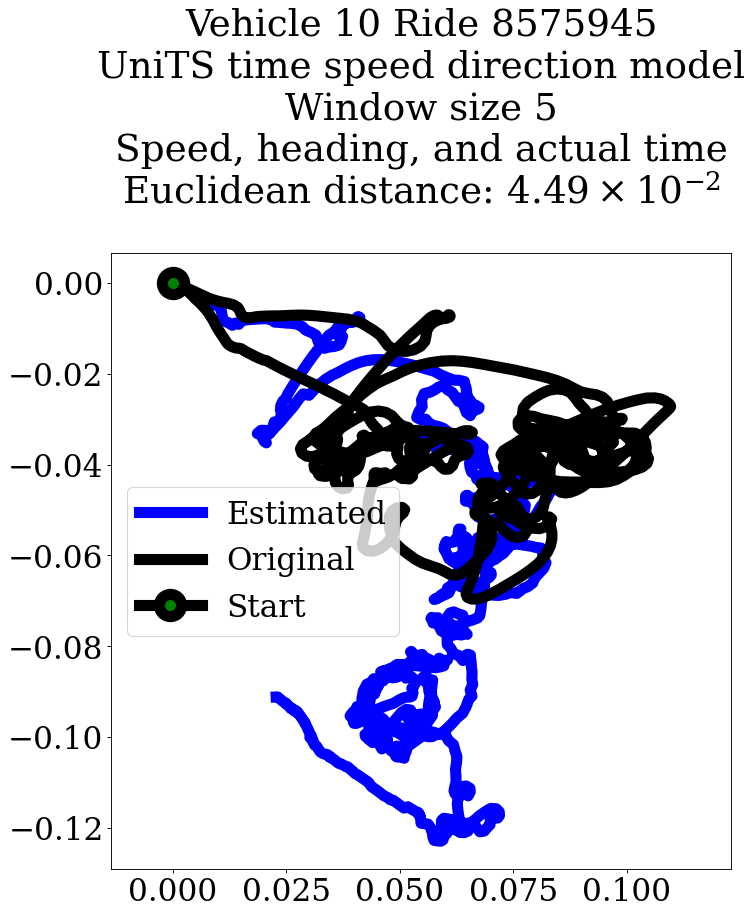 Vehicle 10 Ride 8575945
UniTS time speed direction model
Window size 5
Speed, heading, and actual time
Euclidean distance: 4.49 × 10⁻²
0.00
−0.02
−0.04
−0.06
−0.08
−0.10
−0.12
Estimated
Original
Start
0.000 0.025 0.050 0.075 0.100